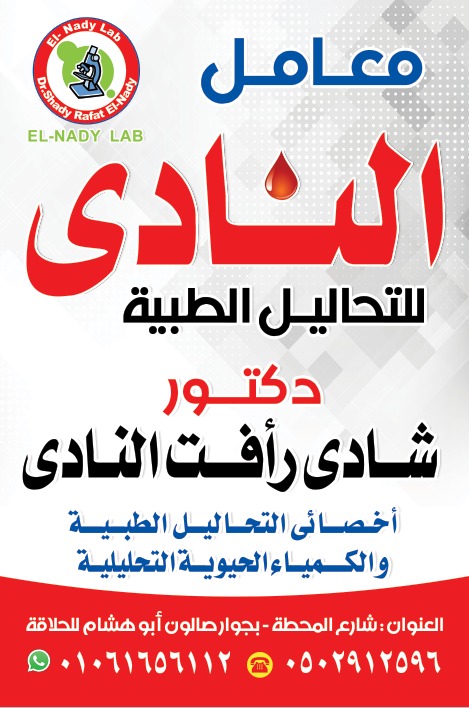 El- Nady Lab
Dr.Shady Rafat El-Nady
EL-NADY LAB
معامل
النادى
للتحاليل الطبية
دكتور
شادى رأفت النادى
أخصائى التحاليل الطبية
والكمياء الحيوية التحليلية
العنوان : شارع المحطة - بجوار صالون أبو هشام للحلاقة
٠١٠٦١٦٥٦١١٢ ٠٥٠٢٩١٢٥٩٦